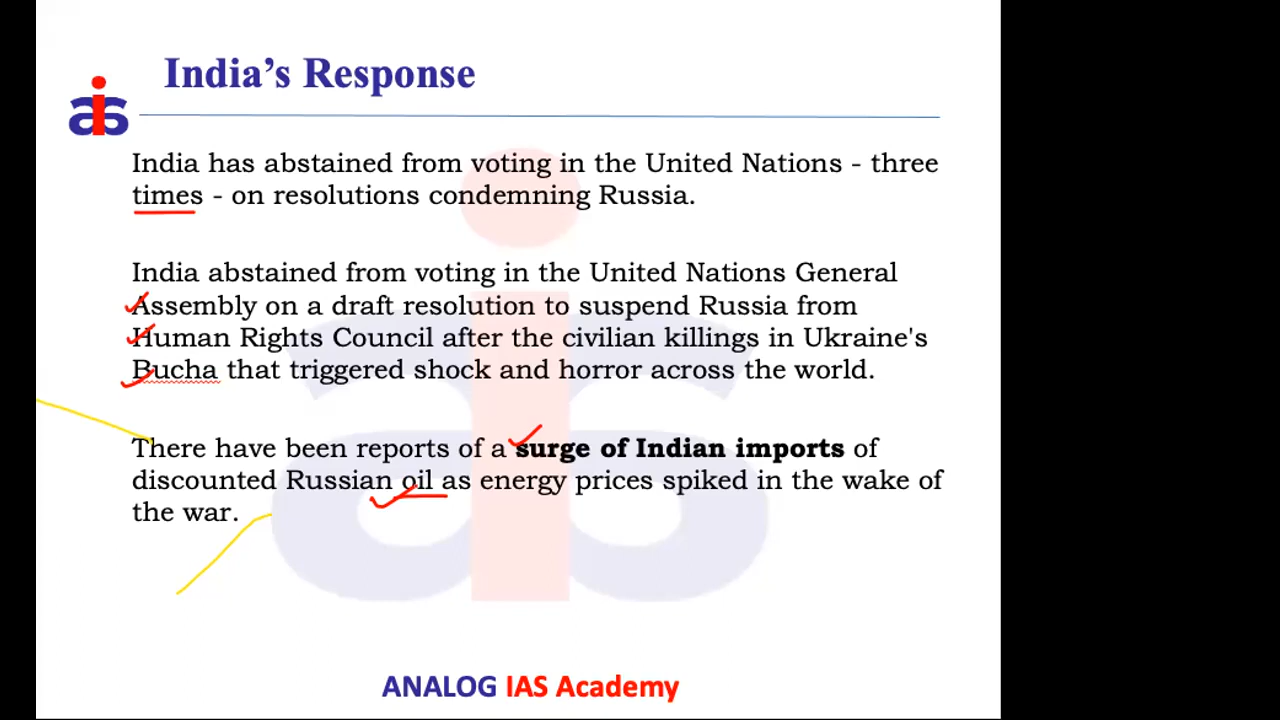 India's Response
ias
India has abstained from voting in the United Nations - three
times - on resolutions condemning Russia.
India abstained from voting in the United Nations General
Assembly on a draft resolution to suspend Russia from
Human Rights Council after the civilian killings in Ukraine's
Bucha that triggered shock and horror across the world.
There have been reports of a surge of Indian imports of
discounted Russian oil as energy prices spiked in the wake of
the war.
ANALOG IAS Academy